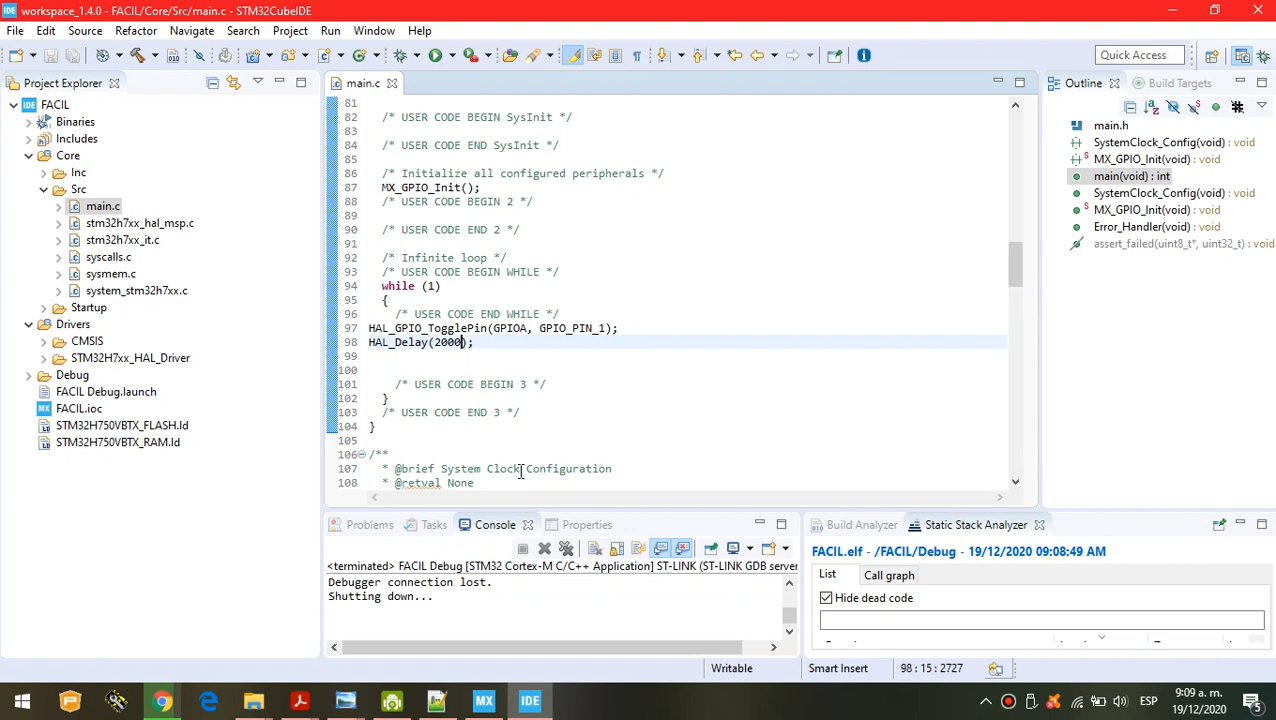 workspace_1.4.0 - FACIL/Core/Src/main.c - STM32CubeIDE
File Edit Source Refactor Navigate Search Project Run Window Help
Quick Access
Project Explorer
FACIL
Binaries
Includes
Core
Inc
Src
main.c
stm32h7xx_hal_msp.c
stm32h7xx_it.c
syscalls.c
sysmem.c
system_stm32h7xx.c
Startup
Drivers
CMSIS
STM32H7xx_HAL_Driver
Debug
FACIL Debug.launch
FACIL.ioc
STM32H750VBTX_FLASH.ld
STM32H750VBTX_RAM.ld
main.c
81
82 /* USER CODE BEGIN SysInit */
83
84 /* USER CODE END SysInit */
85
86 /* Initialize all configured peripherals */
87 MX_GPIO_Init();
88 /* USER CODE BEGIN 2 */
89
90 /* USER CODE END 2 */
91
92 /* Infinite loop */
93 /* USER CODE BEGIN WHILE */
94 while (1)
95 {
96 /* USER CODE END WHILE */
97 HAL_GPIO_TogglePin(GPIOA, GPIO_PIN_1);
98 HAL_Delay(2000);
99
100
101 /* USER CODE BEGIN 3 */
102 }
103 /* USER CODE END 3 */
104 }
105
106 /**
107 * @brief System Clock Configuration
108 * @retval None
Outline Build Targets
main.h
SystemClock_Config(void) : void
MX_GPIO_Init(void) : void
main(void) : int
SystemClock_Config(void) : void
MX_GPIO_Init(void) : void
Error_Handler(void) : void
assert_failed(uint8_t*, uint32_t) : void
Problems Tasks Console Properties
<terminated> FACIL Debug [STM32 Cortex-M C/C++ Application] ST-LINK (ST-LINK GDB server
Debugger connection lost.
Shutting down...
Build Analyzer Static Stack Analyzer
FACIL.elf - /FACIL/Debug - 19/12/2020 09:08:49 AM
List Call graph
Hide dead code
Writable Smart Insert 98 : 15 : 2727
MX IDE
ESP 9:09 a. m.
19/12/2020
5